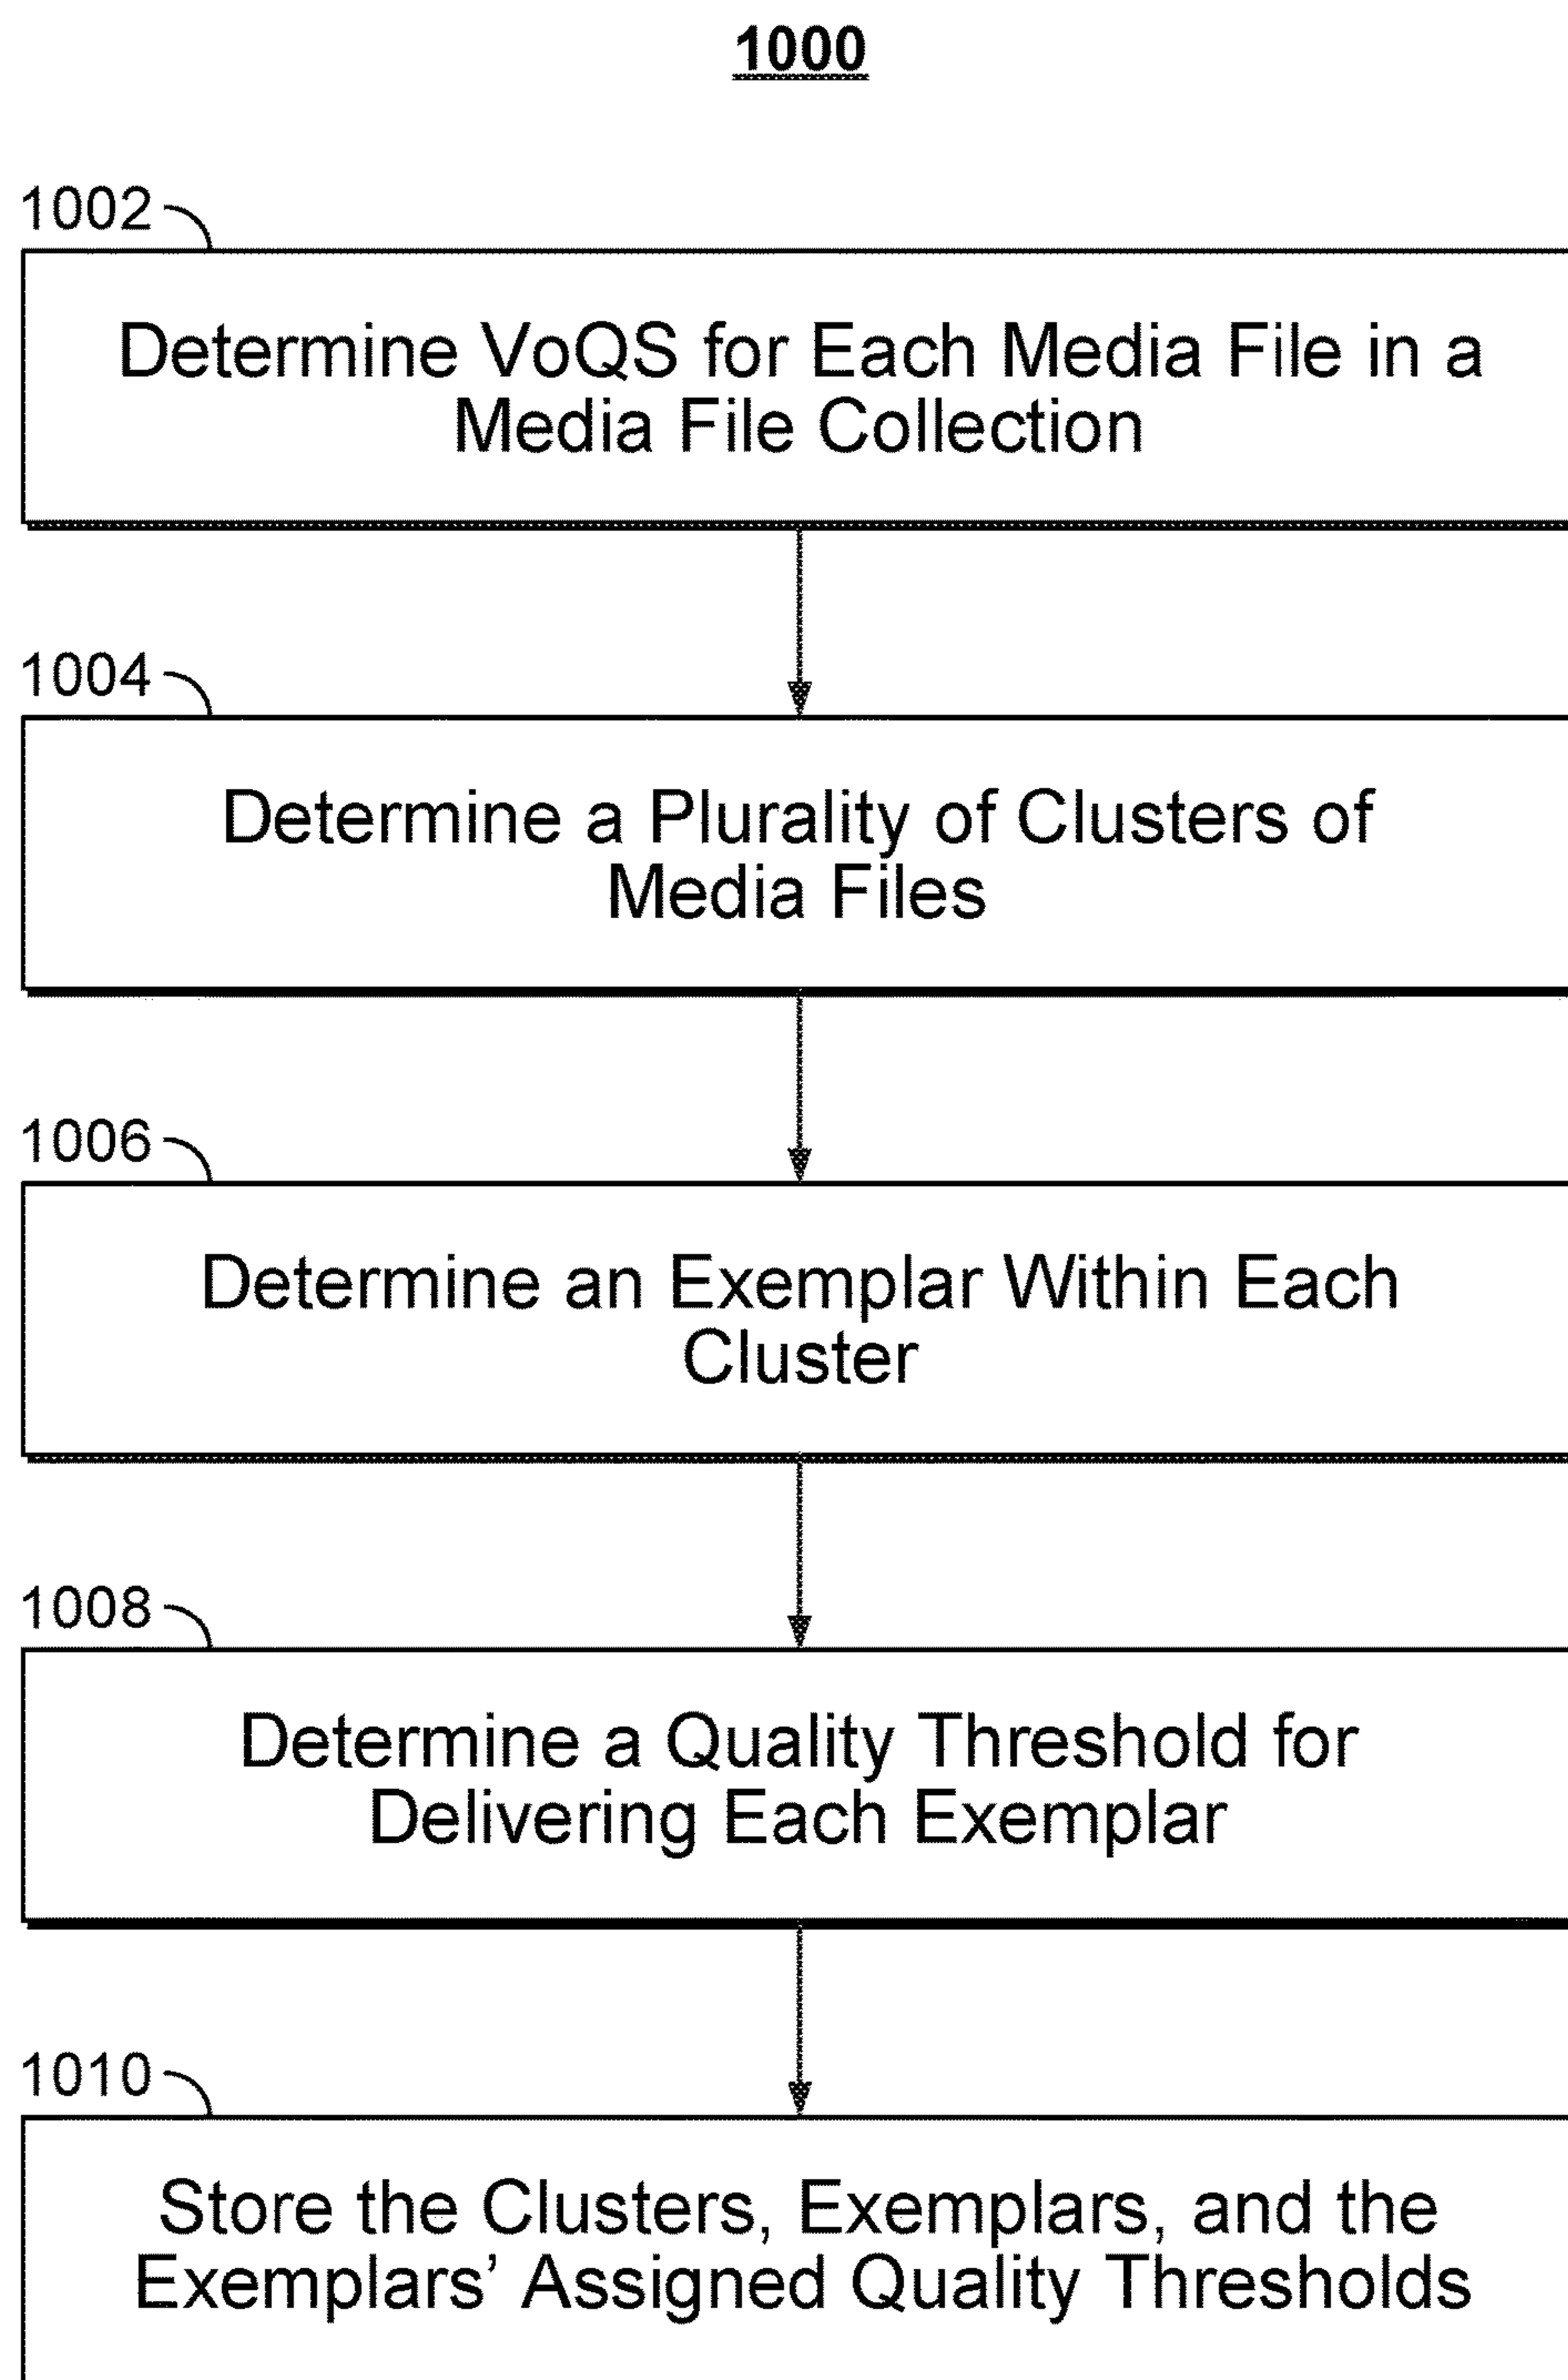 1000
1002
Determine VoQS for Each Media File in a
Media File Collection
1004
Determine a Plurality of Clusters of
Media Files
1006
Determine an Exemplar Within Each
Cluster
1008
Determine a Quality Threshold for
Delivering Each Exemplar
1010
Store the Clusters, Exemplars, and the
Exemplars’ Assigned Quality Thresholds